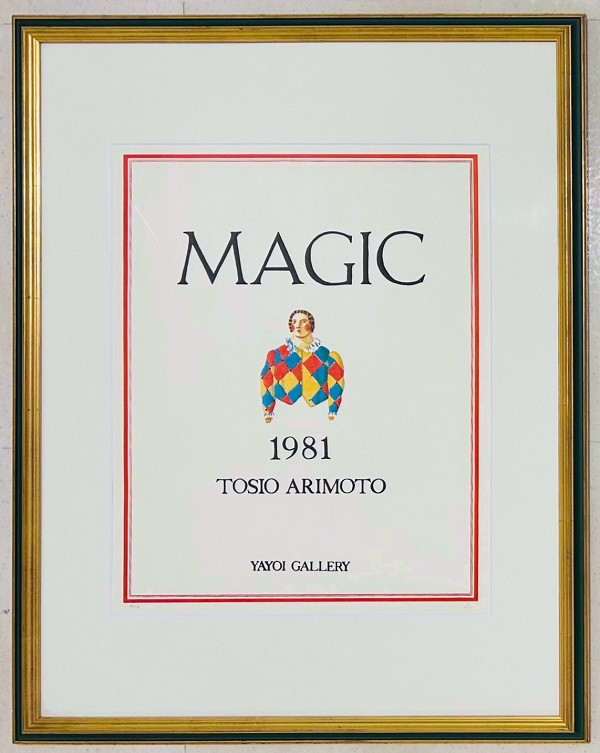 MAGIC
1981
TOSIO ARIMOTO
YAYOI GALLERY